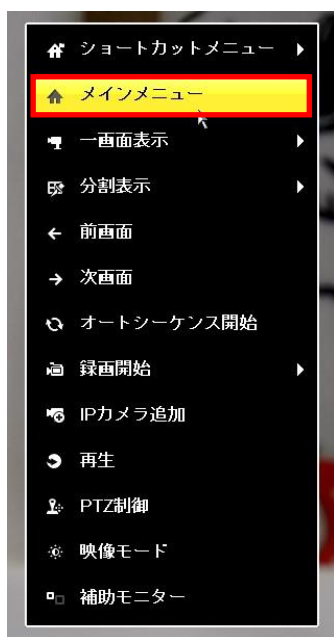 ショートカットメニュー
メインメニュー
一画面表示
分割表示
前画面
次画面
オートシーケンス開始
録画開始
IPカメラ追加
再生
PTZ制御
映像モード
補助モニター